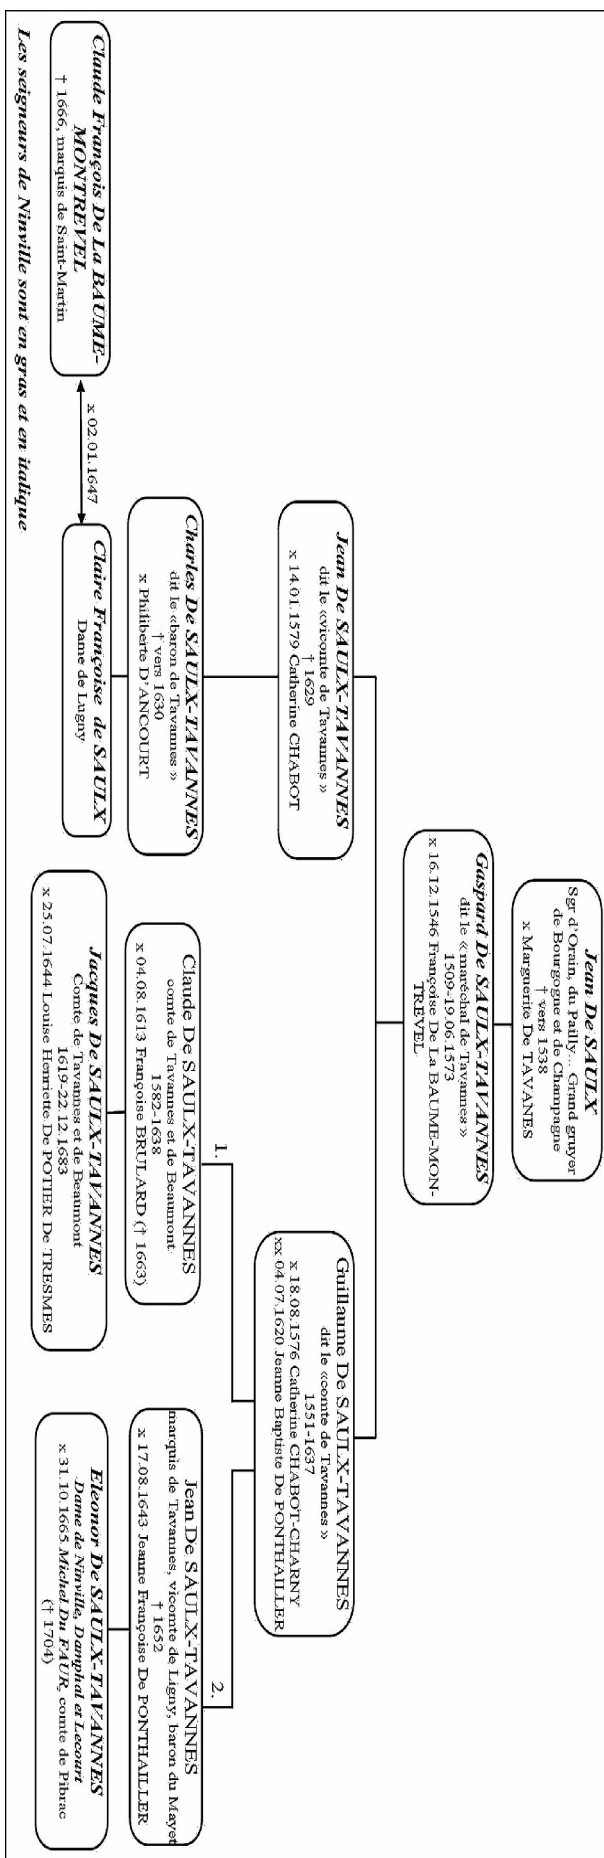 Jean De SAULX
Sgr d'Orain, du Pailly... Grand gruyer
de Bourgogne et de Champagne
† vers 1538
x Marguerite De TAVANES
Gaspard De SAULX-TAVANNES
dit le « maréchal de Tavannes »
1509-19.06.1573
x 16.12.1546 Françoise De La BAUME-MON-
TREVEL
Jean De SAULX-TAVANNES
dit le «vicomte de Tavannes »
† 1629
x 14.01.1579 Catherine CHABOT
Guillaume De SAULX-TAVANNES
dit le «comte de Tavannes »
1551-1637
x 18.08.1576 Catherine CHABOT-CHARNY
xx 04.07.1620 Jeanne Baptiste De PONTHAILLER
1.
2.
Charles De SAULX-TAVANNES
dit le «baron de Tavannes »
† vers 1630
x Philiberte D'ANCOURT
Claude De SAULX-TAVANNES
comte de Tavannes et de Beaumont
1582-1638
x 04.08.1613 Françoise BRULARD († 1663)
Jean De SAULX-TAVANNES
marquis de Tavannes, vicomte de Ligny, baron du Mayet
† 1652
x 17.08.1643 Jeanne Françoise De PONTHAILLER
Claude François De La BAUME-
MONTREVEL
† 1666, marquis de Saint-Martin
x 02.01.1647
Claire Françoise de SAULX
Dame de Lugny
Jacques De SAULX-TAVANNES
Comte de Tavannes et de Beaumont
1619-22.12.1683
x 25.07.1644 Louise Henriette De POTIER De TRESMES
Eleonor De SAULX-TAVANNES
Dame de Ninville, Damphal et Lecourt
x 31.10.1665 Michel Du FAUR, comte de Pibrac
(† 1704)
Les seigneurs de Ninville sont en gras et en italique